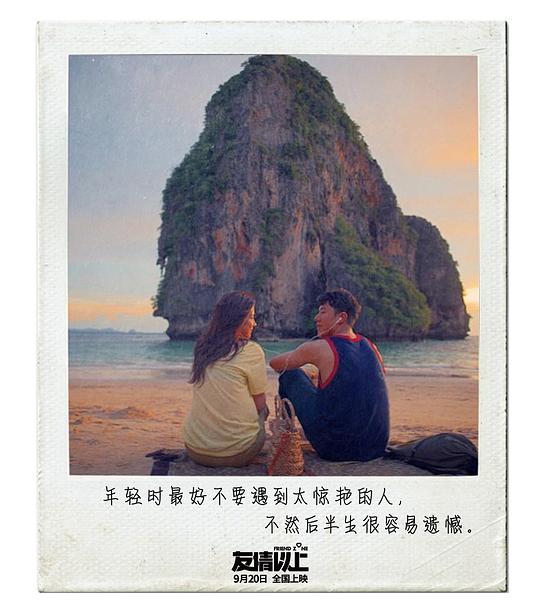 年轻时最好不要遇到太惊艳的人，
不然后半生很容易遗憾。
FRIEND ZONE
友情以上
9月20日 全国上映